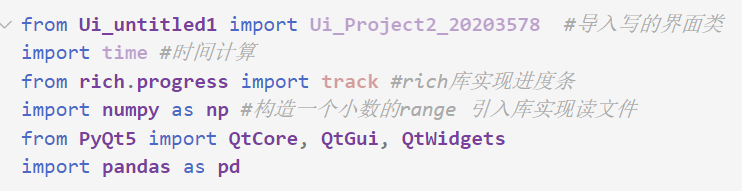 from Ui_untitled1 import Ui_Project2_20203578  #导入写的界面类
import time #时间计算
from rich.progress import track #rich库实现进度条
import numpy as np #构造一个小数的range 引入库实现读文件
from PyQt5 import QtCore, QtGui, QtWidgets
import pandas as pd